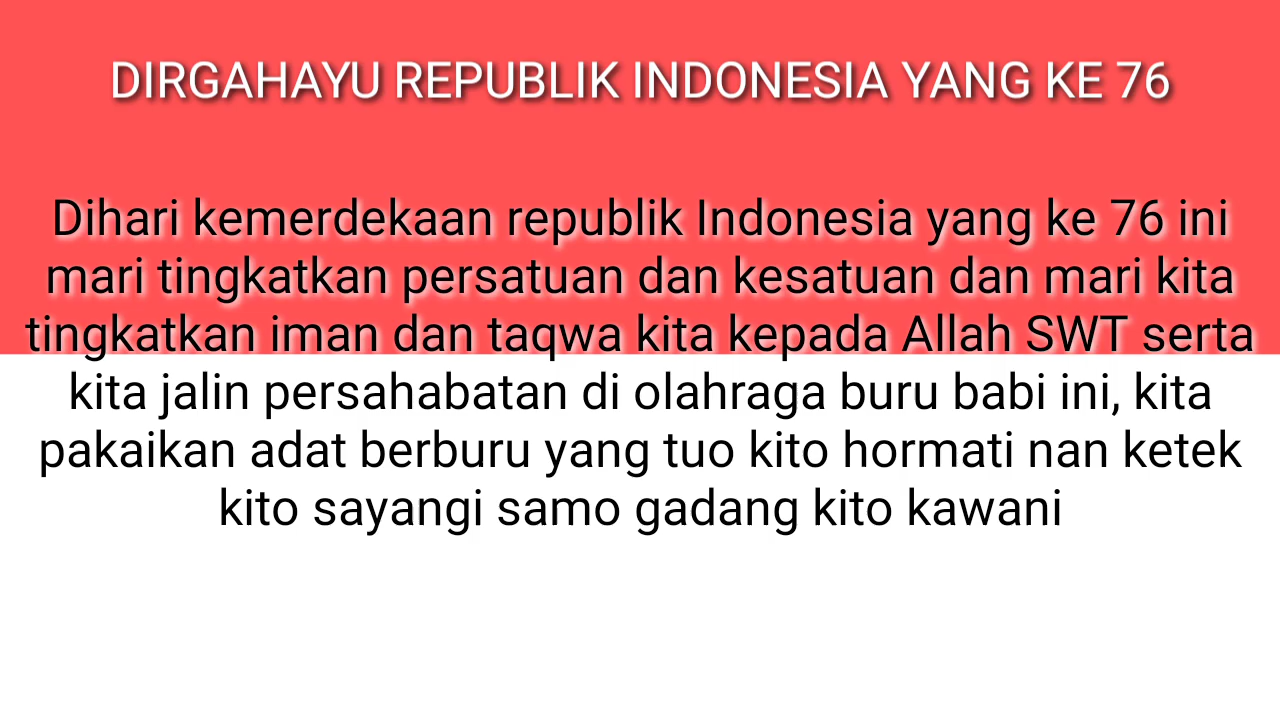 DIRGAHAYU REPUBLIK INDONESIA YANG KE 76
Dihari kemerdekaan republik Indonesia yang ke 76 ini
mari tingkatkan persatuan dan kesatuan dan mari kita
tingkatkan iman dan taqwa kita kepada Allah SWT serta
kita jalin persahabatan di olahraga buru babi ini, kita
pakaikan adat berburu yang tuo kito hormati nan ketek
kito sayangi samo gadang kito kawani